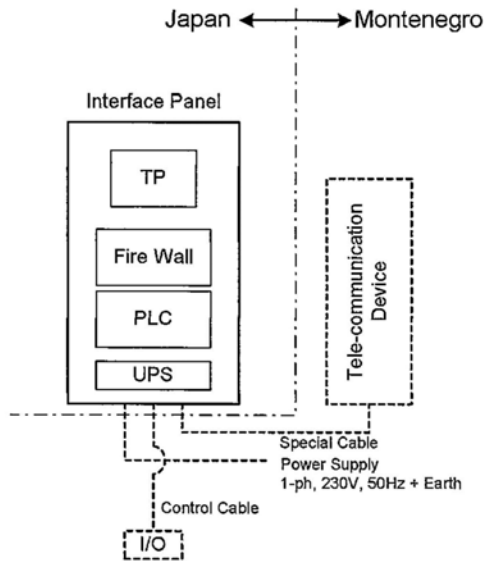 Japan Montenegro
Interface Panel
TP
Fire Wall
PLC
UPS
Tele-communication
Device
Special Cable
Power Supply
1-ph, 230V, 50Hz + Earth
Control Cable
I/O